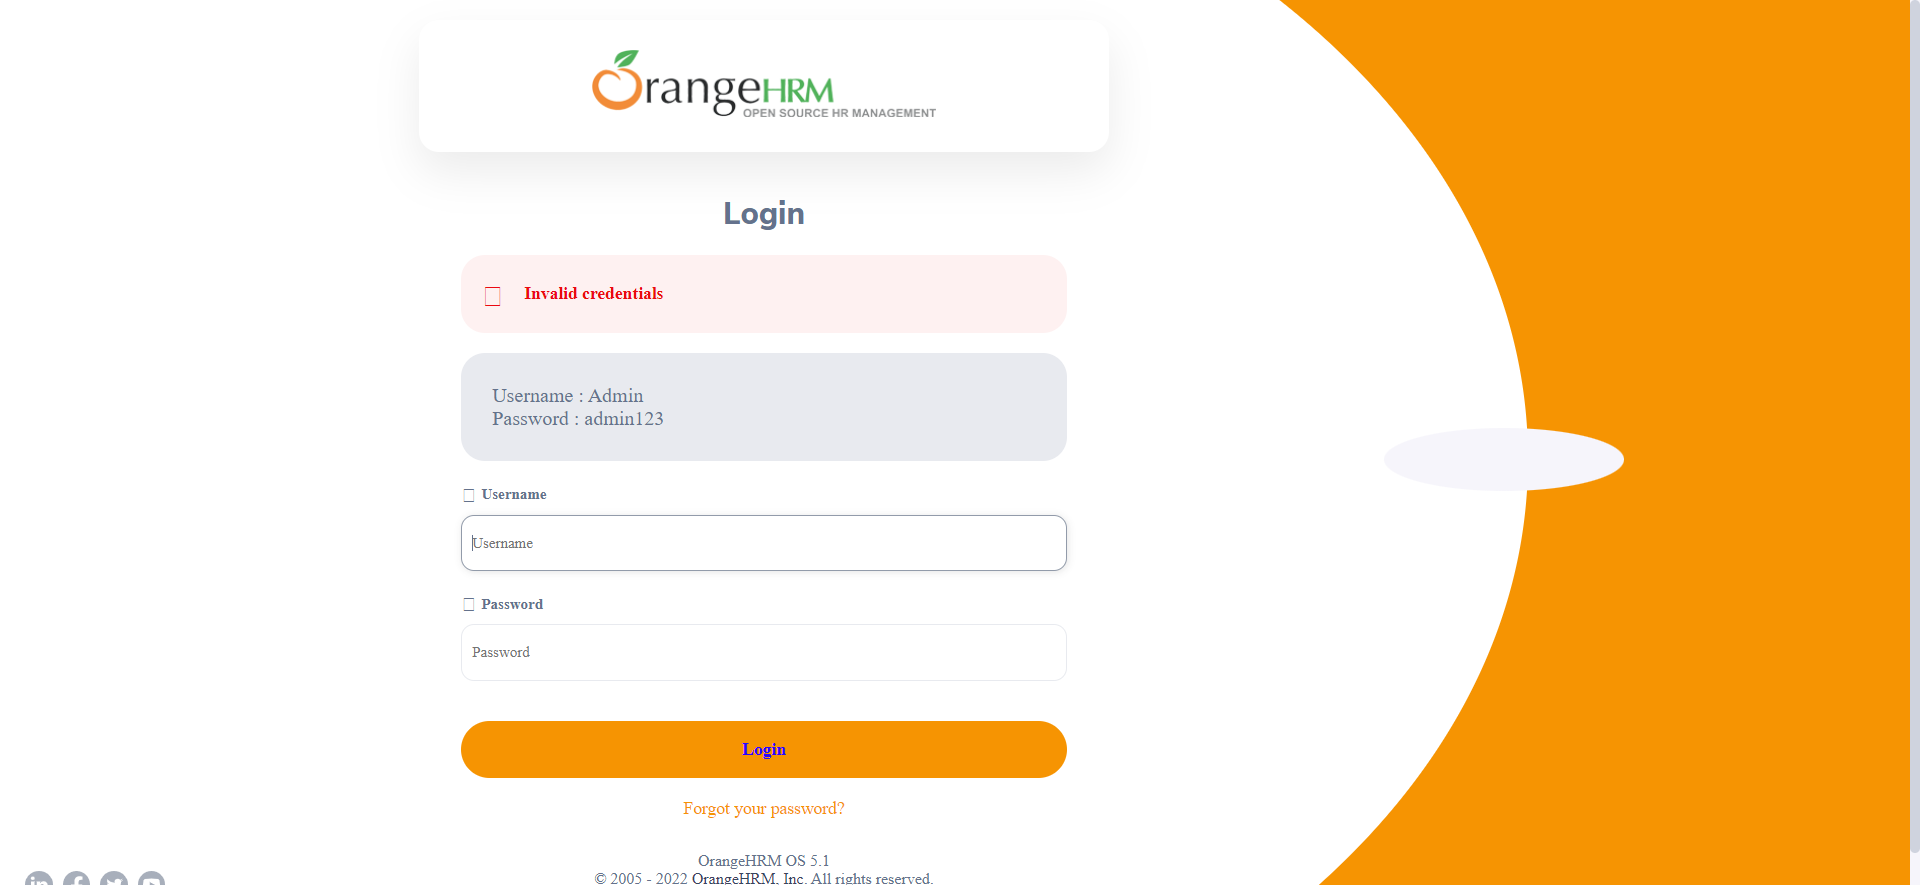 OrangeHRM
OPEN SOURCE HR MANAGEMENT
Login
Invalid credentials
Username : Admin
Password : admin123
Username
Username
Password
Password
Login
Forgot your password?
OrangeHRM OS 5.1
© 2005 - 2022 OrangeHRM, Inc. All rights reserved.